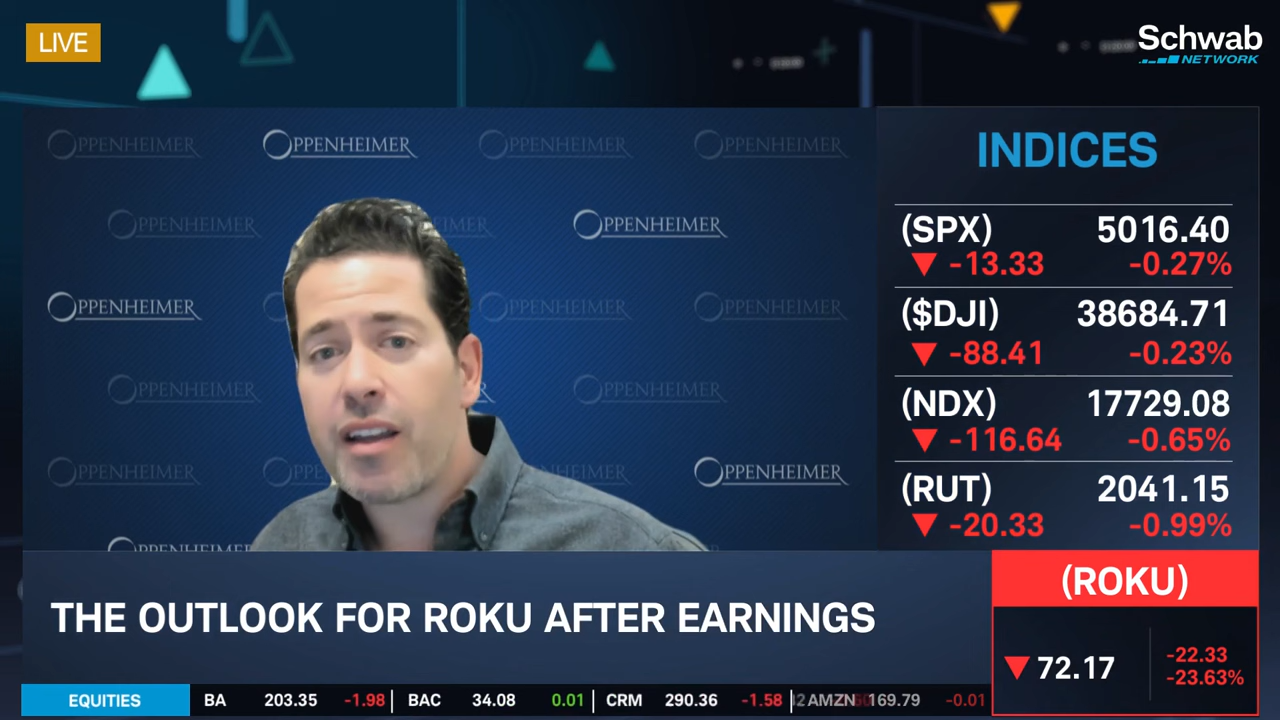 LIVE
Schwab
NETWORK
OPPENHEIMER OPPENHEIMER OPPENHEIMER OPPENHEIMER
OPPENHEIMER OPPENHEIMER
OPPENHEIMER OPPENHEIMER OPPENHEIMER
OPPENHEIMER OPPENHEIMER
OPPENHEIMER OPPENHEIMER
OPPENHEIMER
INDICES
(SPX) 5016.40
▼ -13.33 -0.27%
($DJI) 38684.71
▼ -88.41 -0.23%
(NDX) 17729.08
▼ -116.64 -0.65%
(RUT) 2041.15
▼ -20.33 -0.99%
THE OUTLOOK FOR ROKU AFTER EARNINGS
(ROKU)
▼ 72.17
-22.33
-23.63%
EQUITIES BA 203.35 -1.98 BAC 34.08 0.01 CRM 290.36 -1.58 AMZN 169.79 -0.01